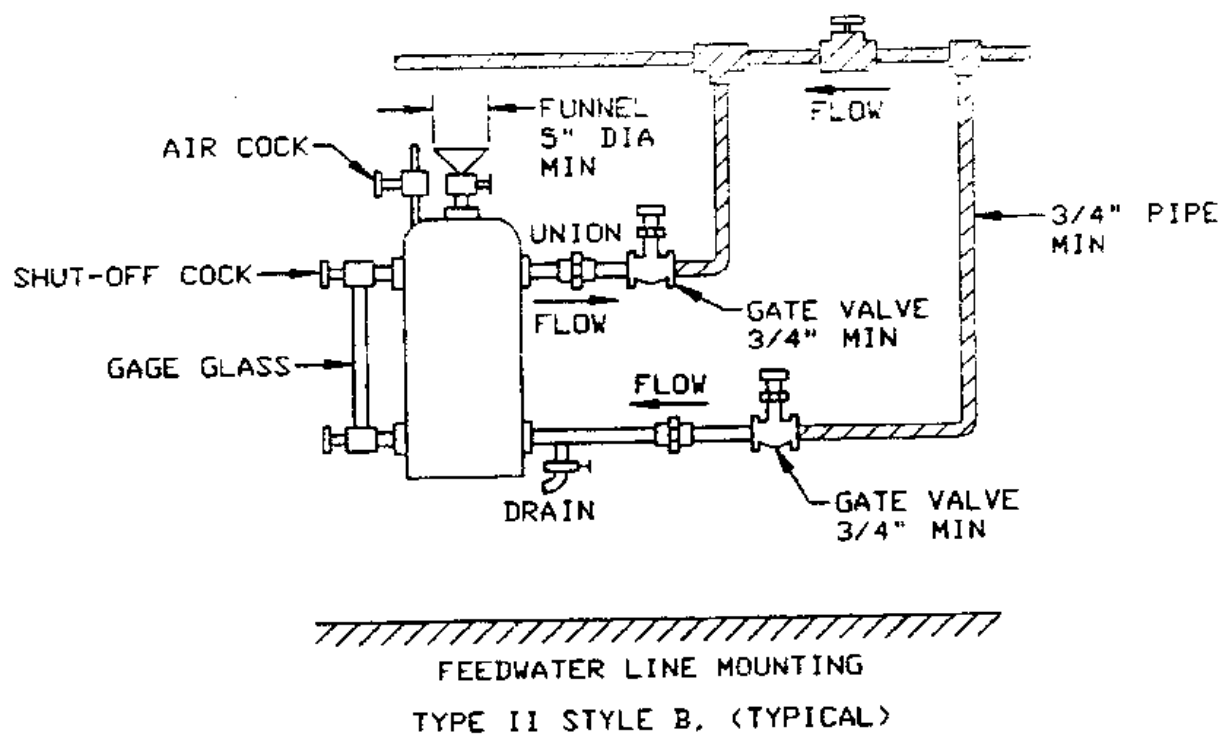 FUNNEL
5" DIA
MIN
FLOW
AIR COCK
3/4" PIPE
MIN
UNION
SHUT-OFF COCK
FLOW
GATE VALVE
3/4" MIN
GAGE GLASS
FLOW
DRAIN
GATE VALVE
3/4" MIN
FEEDWATER LINE MOUNTING
TYPE II STYLE B. (TYPICAL)